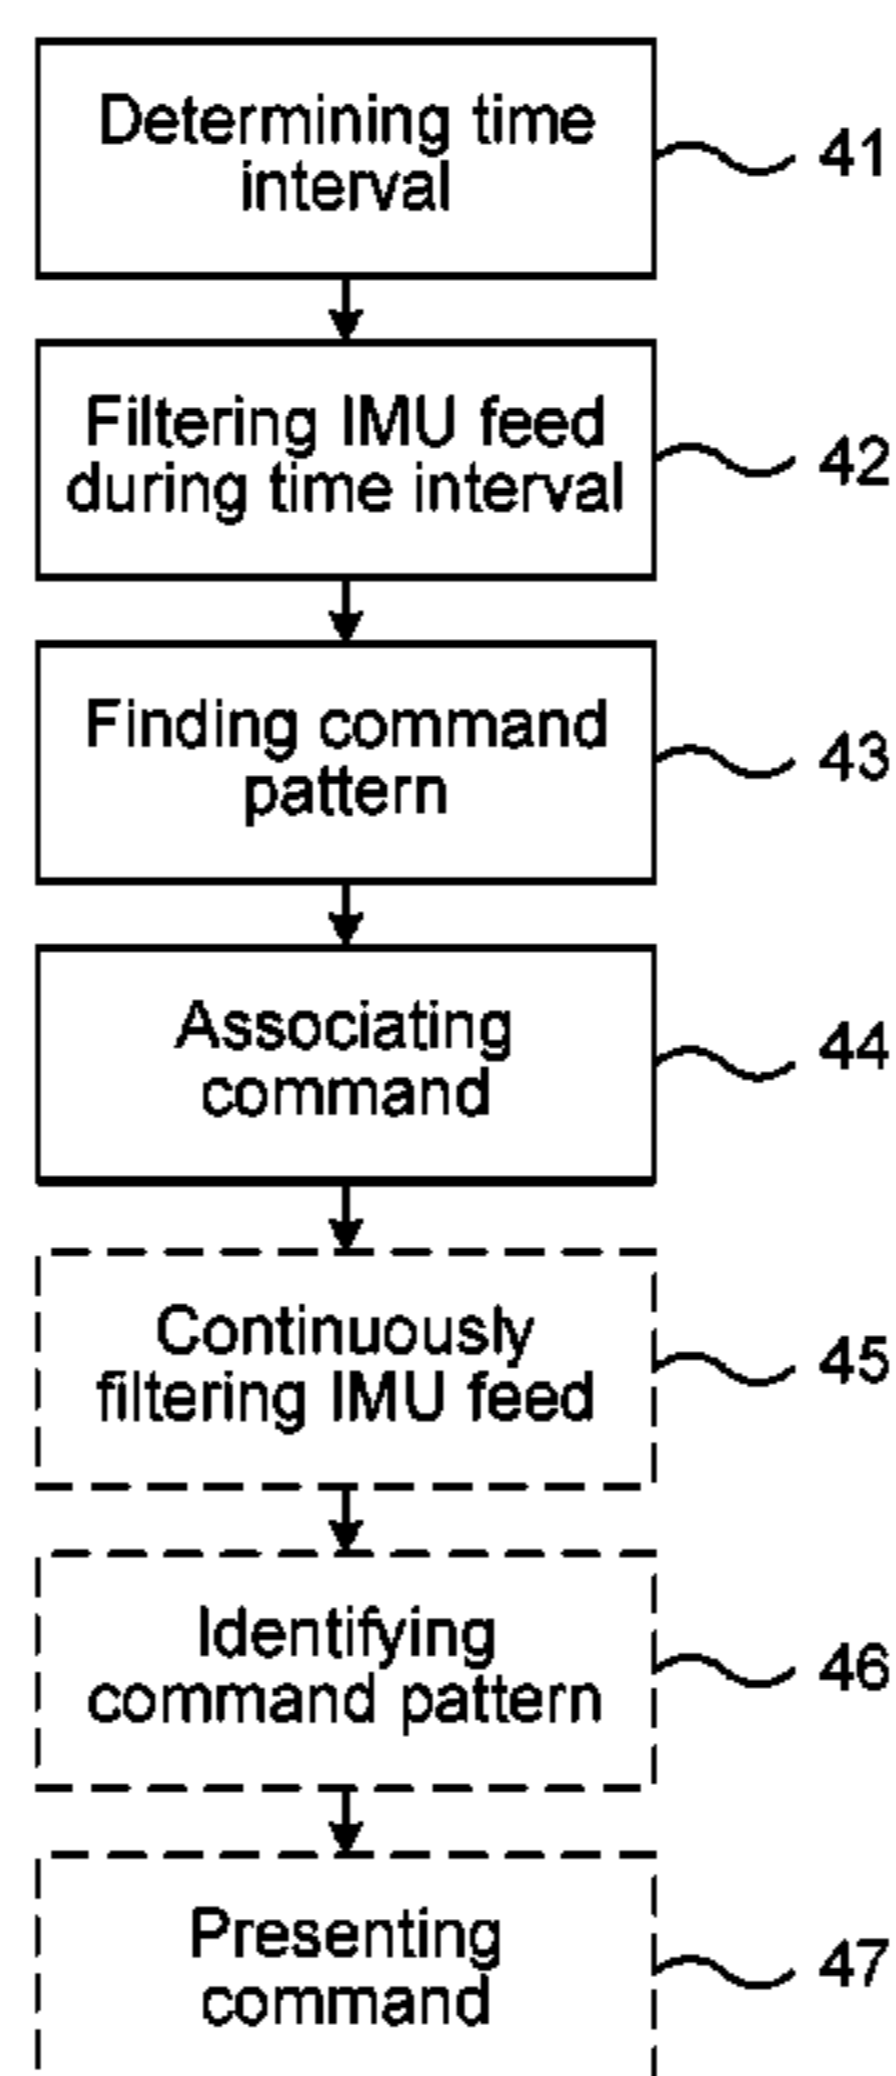 Determining time
interval
41
Filtering IMU feed
during time interval
42
Finding command
pattern
43
Associating
command
44
Continuously
filtering IMU feed
45
Identifying
command pattern
46
Presenting
command
47